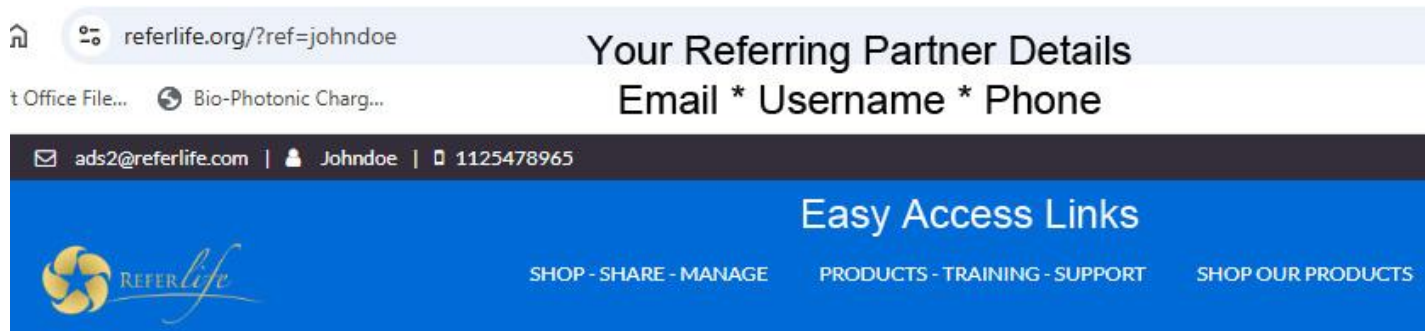 referlife.org/?ref=johndoe
Your Referring Partner Details
Email * Username * Phone
't Office File... Bio-Photonic Charg...
ads2@referlife.com | Johndoe | 1125478965
Easy Access Links
REFERlife
SHOP - SHARE - MANAGE PRODUCTS - TRAINING - SUPPORT SHOP OUR PRODUCTS